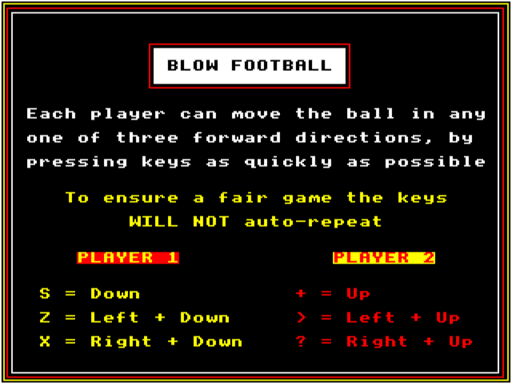 BLOW FOOTBALL
Each player can move the ball in any
one of three forward directions, by
pressing keys as quickly as possible
To ensure a fair game the keys
WILL NOT auto-repeat
PLAYER 1 PLAYER 2
S = Down + = Up
Z = Left + Down > = Left + Up
X = Right + Down ? = Right + Up